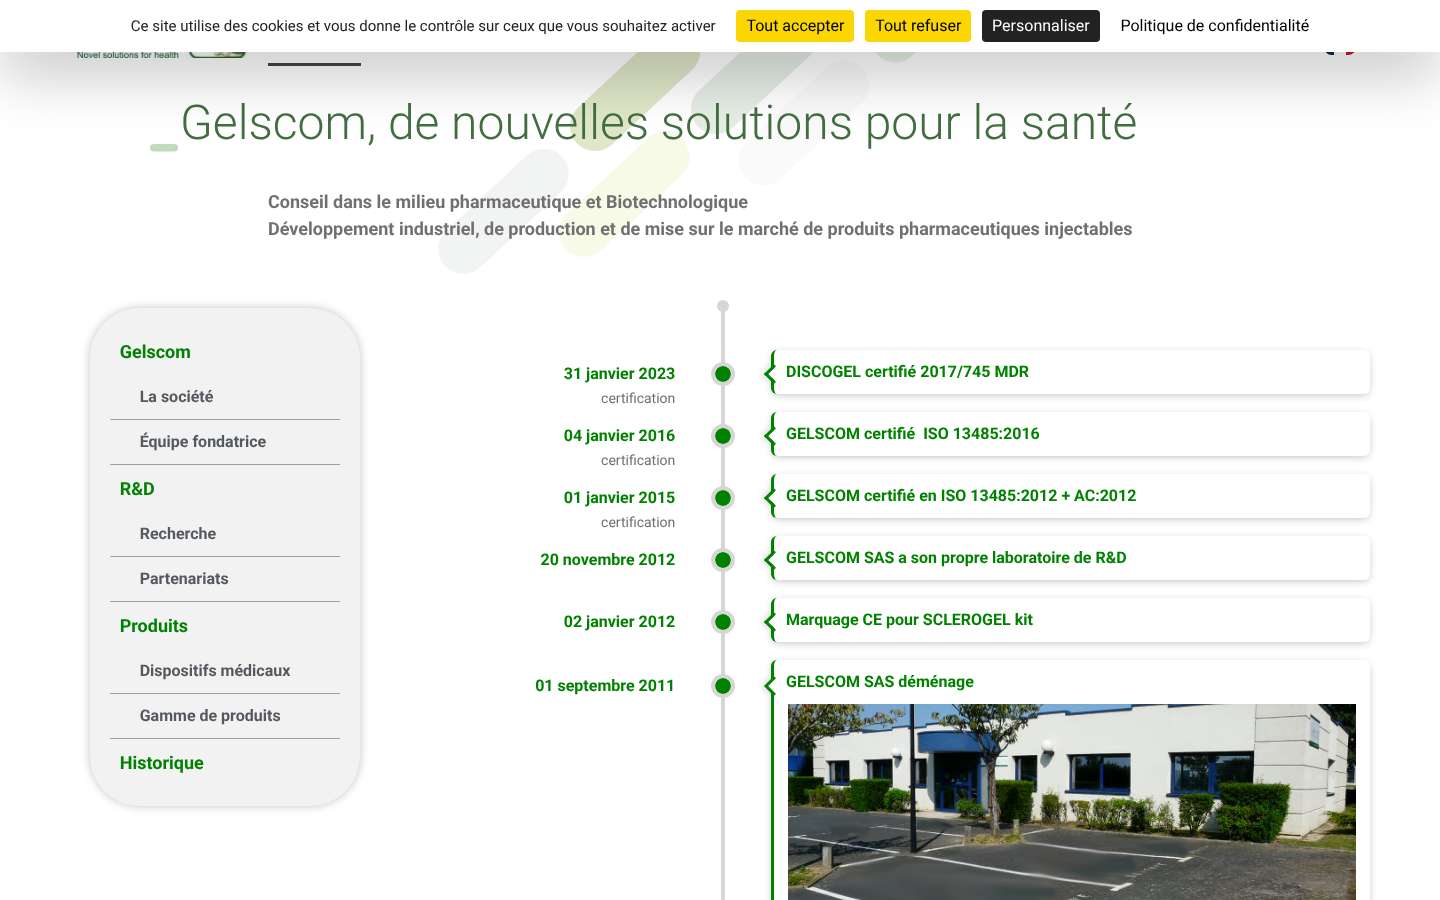 Ce site utilise des cookies et vous donne le contrôle sur ceux que vous souhaitez activer
Tout accepter
Tout refuser
Personnaliser
Politique de confidentialité
Novel solutions for health
Gelscom, de nouvelles solutions pour la santé
Conseil dans le milieu pharmaceutique et Biotechnologique
Développement industriel, de production et de mise sur le marché de produits pharmaceutiques injectables
Gelscom
La société
Équipe fondatrice
R&D
Recherche
Partenariats
Produits
Dispositifs médicaux
Gamme de produits
Historique
31 janvier 2023
certification
DISCOGEL certifié 2017/745 MDR
04 janvier 2016
certification
GELSCOM certifié  ISO 13485:2016
01 janvier 2015
certification
GELSCOM certifié en ISO 13485:2012 + AC:2012
20 novembre 2012
GELSCOM SAS a son propre laboratoire de R&D
02 janvier 2012
Marquage CE pour SCLEROGEL kit
01 septembre 2011
GELSCOM SAS déménage